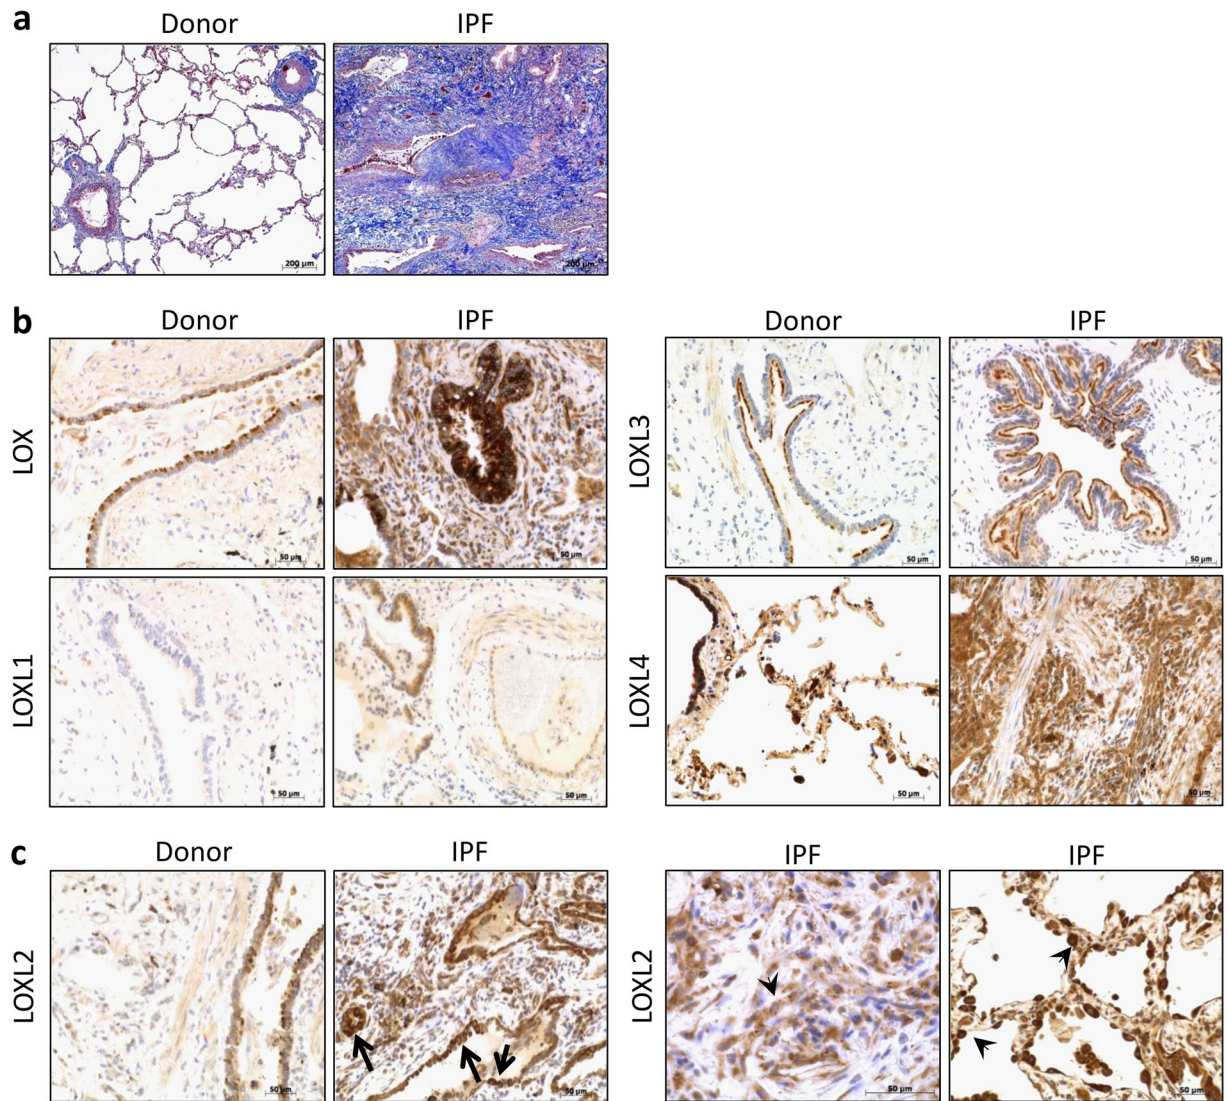 a
Donor IPF
200 µm 200 µm
b
Donor IPF Donor IPF
LOX LOXL3
50 µm 50 µm 50 µm 50 µm
LOXL1 LOXL4
50 µm 50 µm 50 µm 50 µm
c
Donor IPF IPF IPF
LOXL2 LOXL2
50 µm 50 µm 50 µm 50 µm